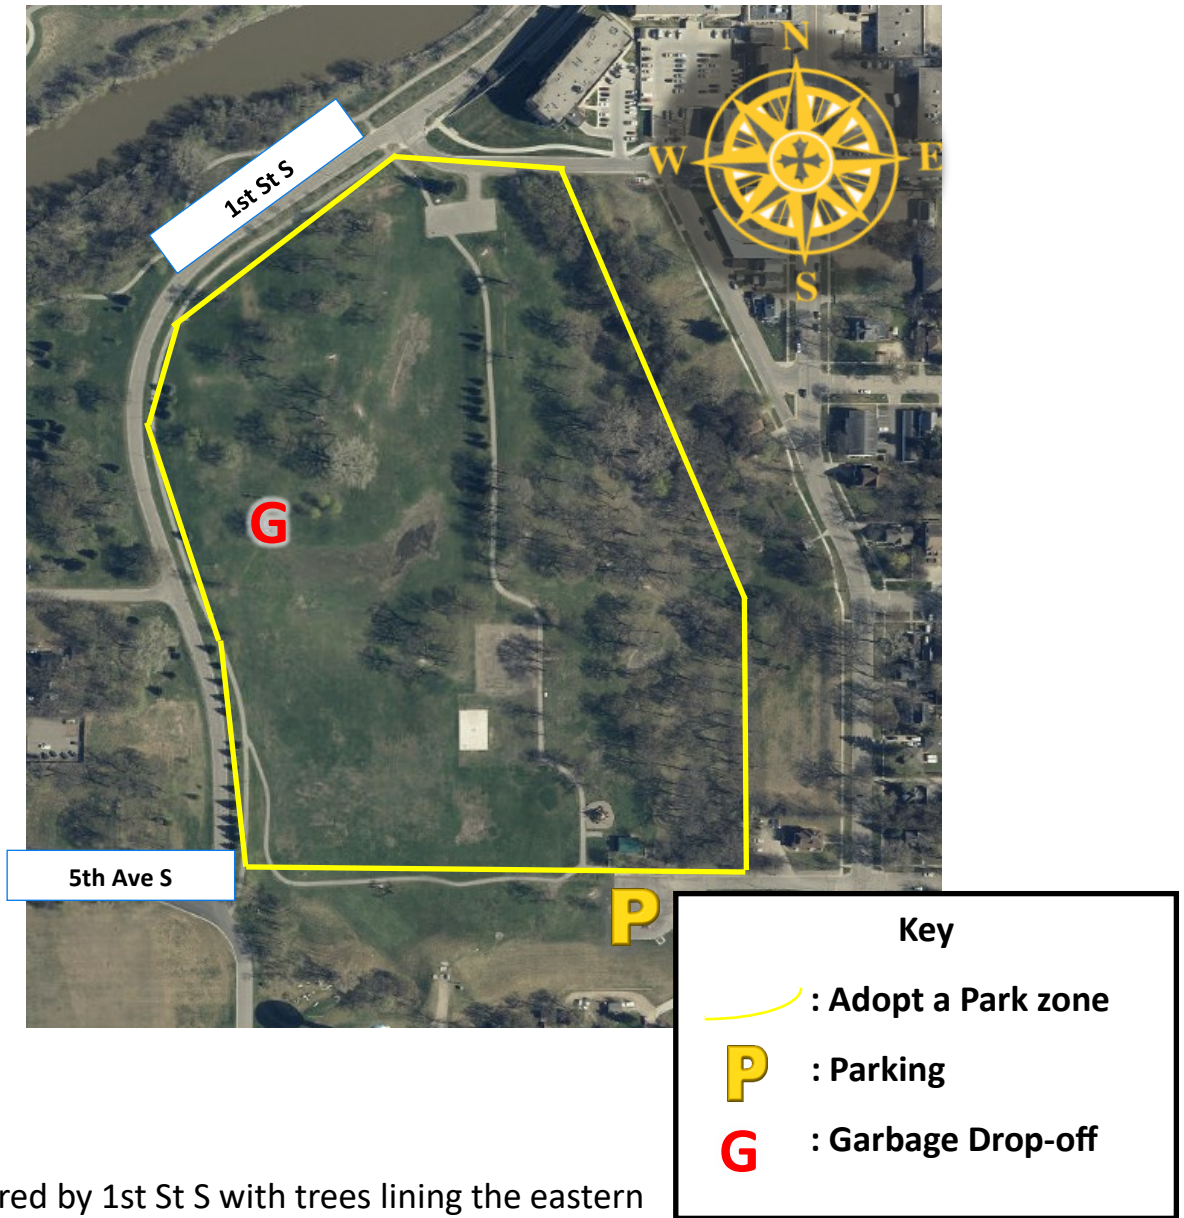 N
W
E
S
1st St S
G
5th Ave S
P
Key
: Adopt a Park zone
P : Parking
G : Garbage Drop-off
red by 1st St S with trees lining the eastern